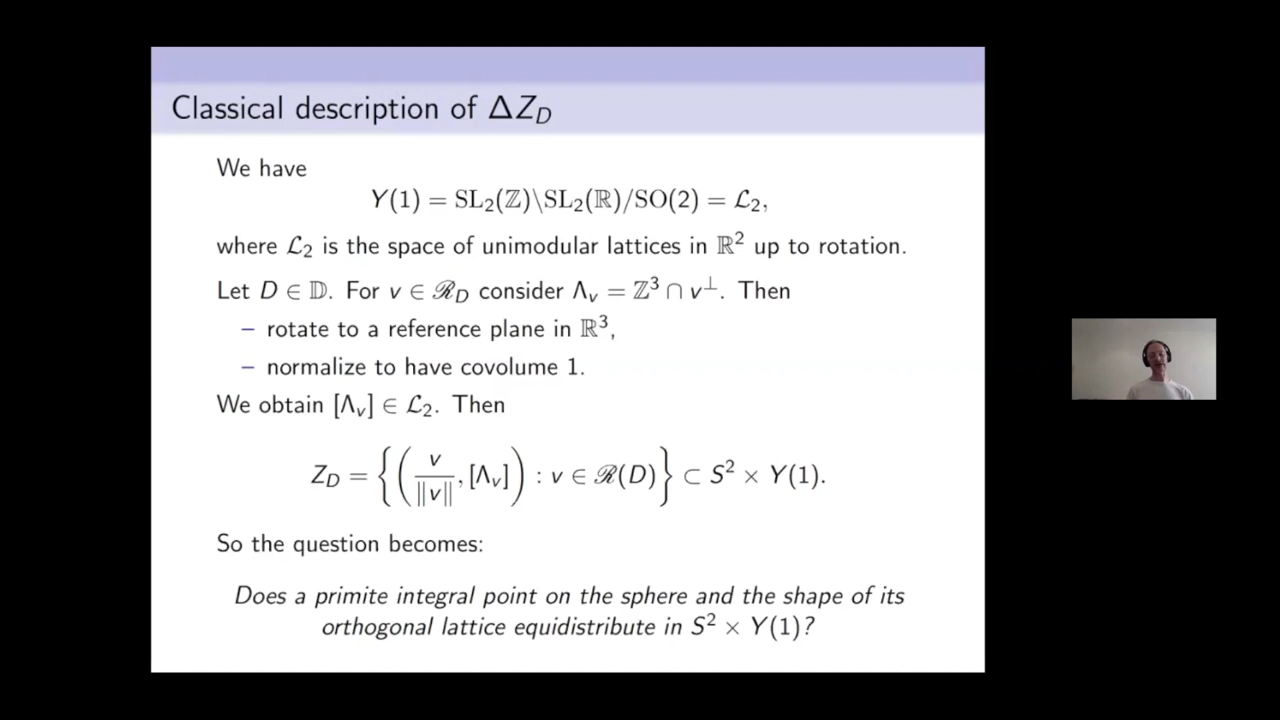 Classical description of ΔZ_D
We have
Y(1) = SL₂(ℤ)\SL₂(ℝ)/SO(2) = ℒ₂,
where ℒ₂ is the space of unimodular lattices in ℝ² up to rotation.
Let D ∈ 𝔻. For v ∈ ℛ_D consider Λ_v = ℤ³ ∩ v^⊥. Then
– rotate to a reference plane in ℝ³,
– normalize to have covolume 1.
We obtain [Λ_v] ∈ ℒ₂. Then
Z_D = {(v/‖v‖, [Λ_v]) : v ∈ ℛ(D)} ⊂ S² × Y(1).
So the question becomes:
Does a primite integral point on the sphere and the shape of its
orthogonal lattice equidistribute in S² × Y(1)?